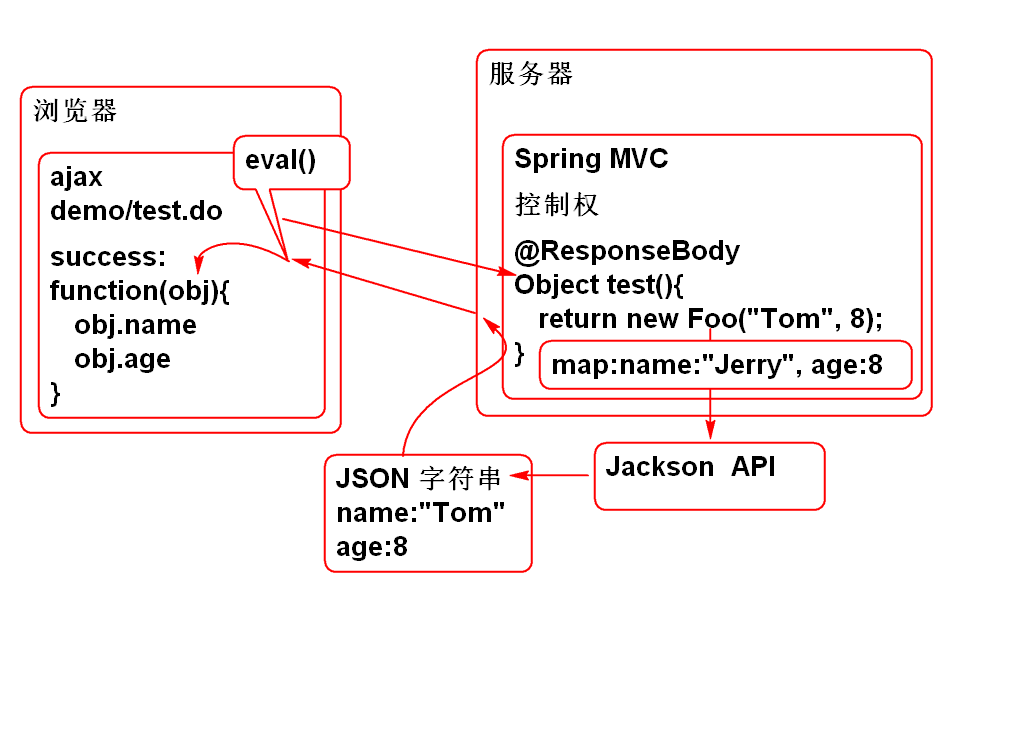 浏览器
eval()
ajax
demo/test.do
success:
function(obj){
obj.name
obj.age
}
服务器
Spring MVC
控制权
@ResponseBody
Object test(){
return new Foo("Tom", 8);
}
map:name:"Jerry", age:8
Jackson API
JSON 字符串
name:"Tom"
age:8